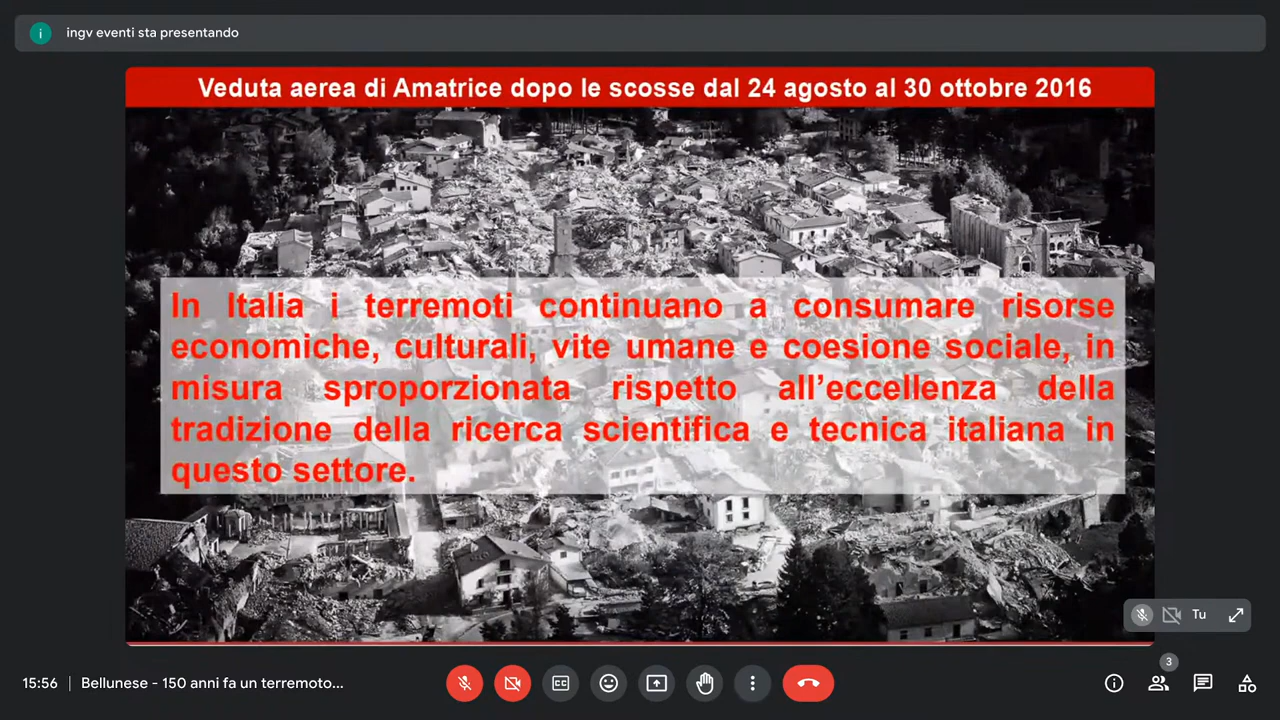 i
ingv eventi sta presentando
Veduta aerea di Amatrice dopo le scosse dal 24 agosto al 30 ottobre 2016
In Italia i terremoti continuano a consumare risorse
economiche, culturali, vite umane e coesione sociale, in
misura sproporzionata rispetto all’eccellenza della
tradizione della ricerca scientifica e tecnica italiana in
questo settore.
Tu
15:56 | Bellunese - 150 anni fa un terremoto...
CC
3